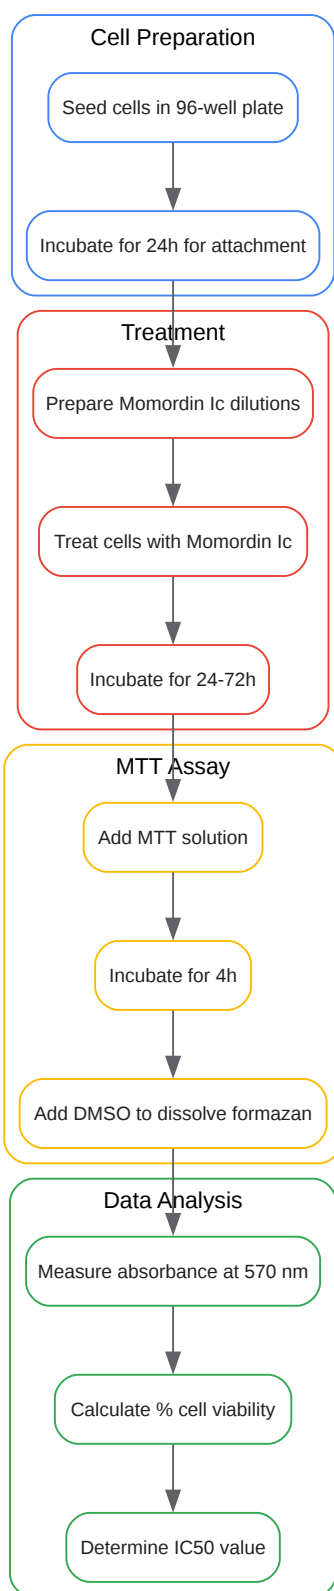 Cell Preparation
Seed cells in 96-well plate
Incubate for 24h for attachment
Treatment
Prepare Momordin Ic dilutions
Treat cells with Momordin Ic
Incubate for 24-72h
MTT Assay
Add MTT solution
Incubate for 4h
Add DMSO to dissolve formazan
Data Analysis
Measure absorbance at 570 nm
Calculate % cell viability
Determine IC50 value